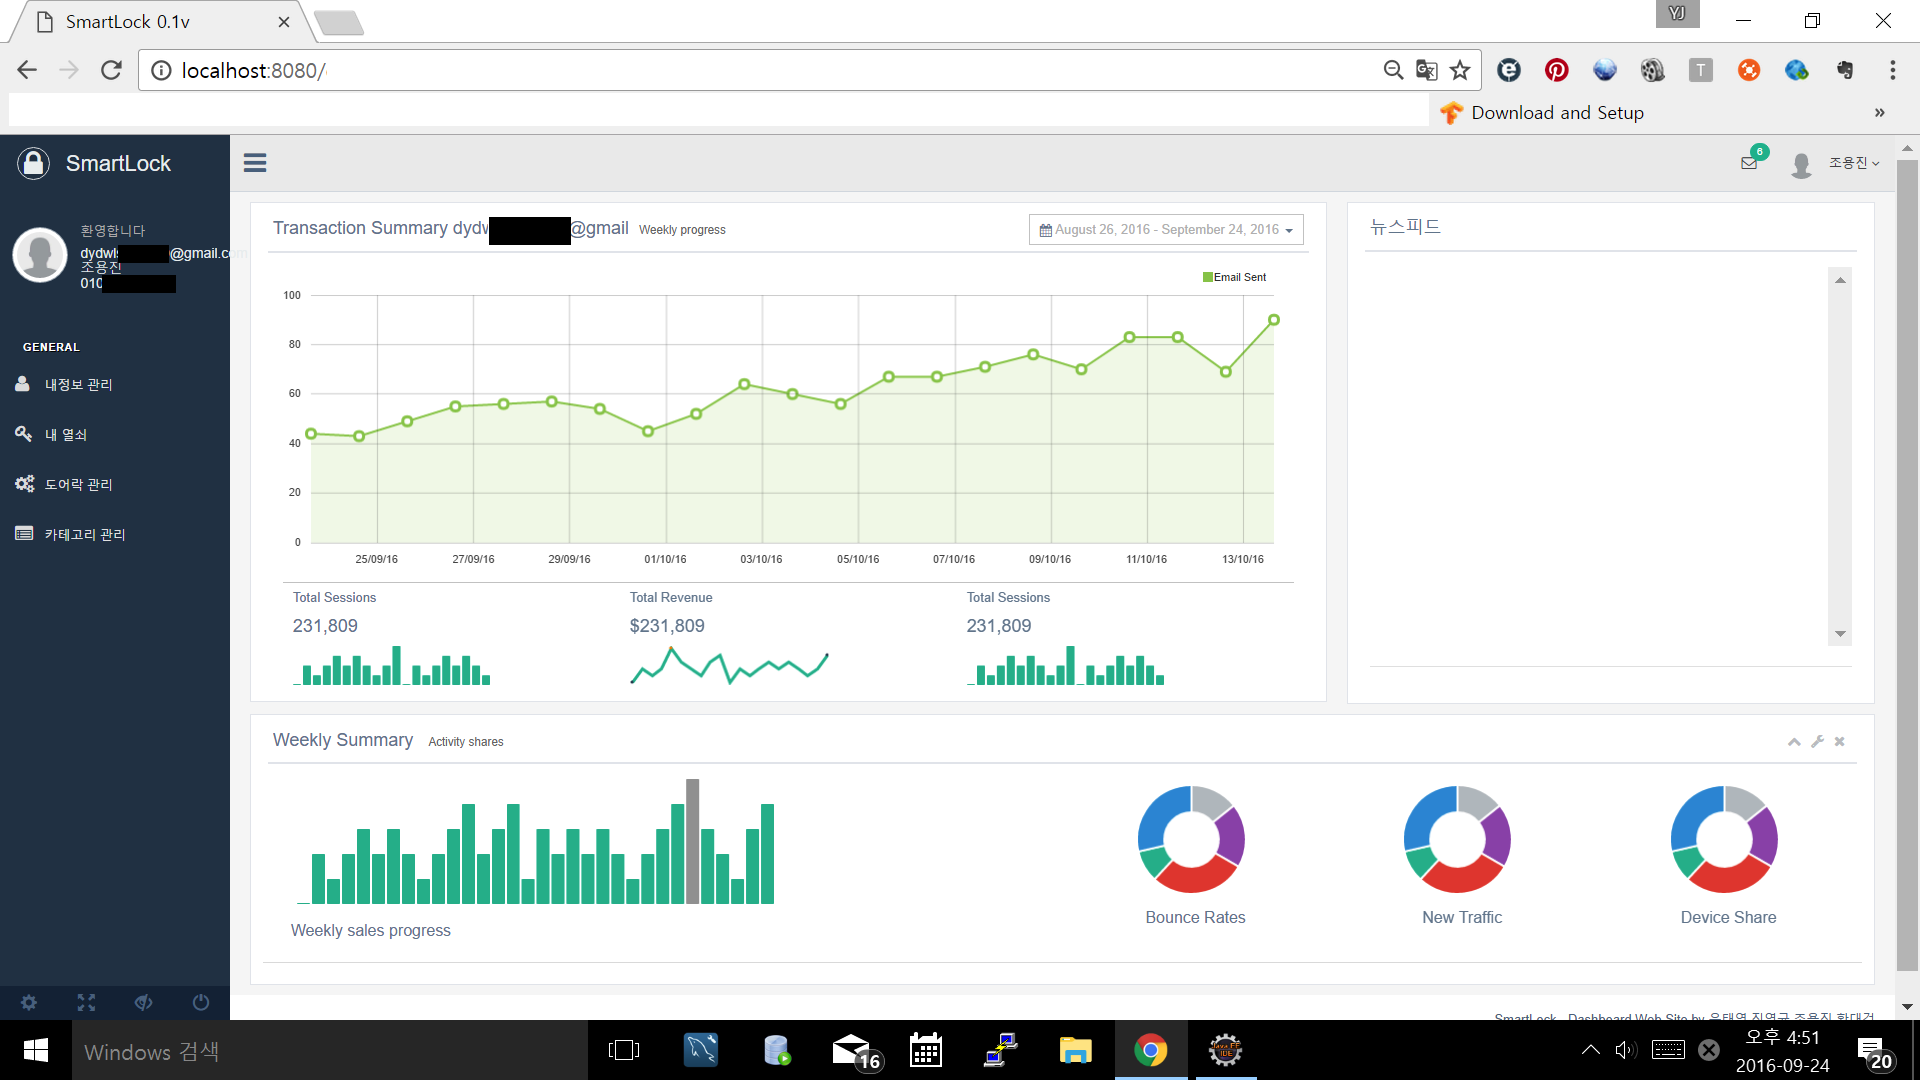 SmartLock 0.1v
YJ
localhost:8080/
T
Download and Setup
»
SmartLock
6
조용진
환영합니다
dydwl
@gmail.c
조용진
010
GENERAL
내정보 관리
내 열쇠
도어락 관리
카테고리 관리
Transaction Summary dydw
@gmail
Weekly progress
August 26, 2016 - September 24, 2016
Email Sent
100
80
60
40
20
0
25/09/16
27/09/16
29/09/16
01/10/16
03/10/16
05/10/16
07/10/16
09/10/16
11/10/16
13/10/16
Total Sessions
231,809
Total Revenue
$231,809
Total Sessions
231,809
뉴스피드
Weekly Summary
Activity shares
Weekly sales progress
Bounce Rates
New Traffic
Device Share
SmartLock - Dashboard Web Site by
Windows 검색
16
Java EE
IDE
오후 4:51
2016-09-24
20